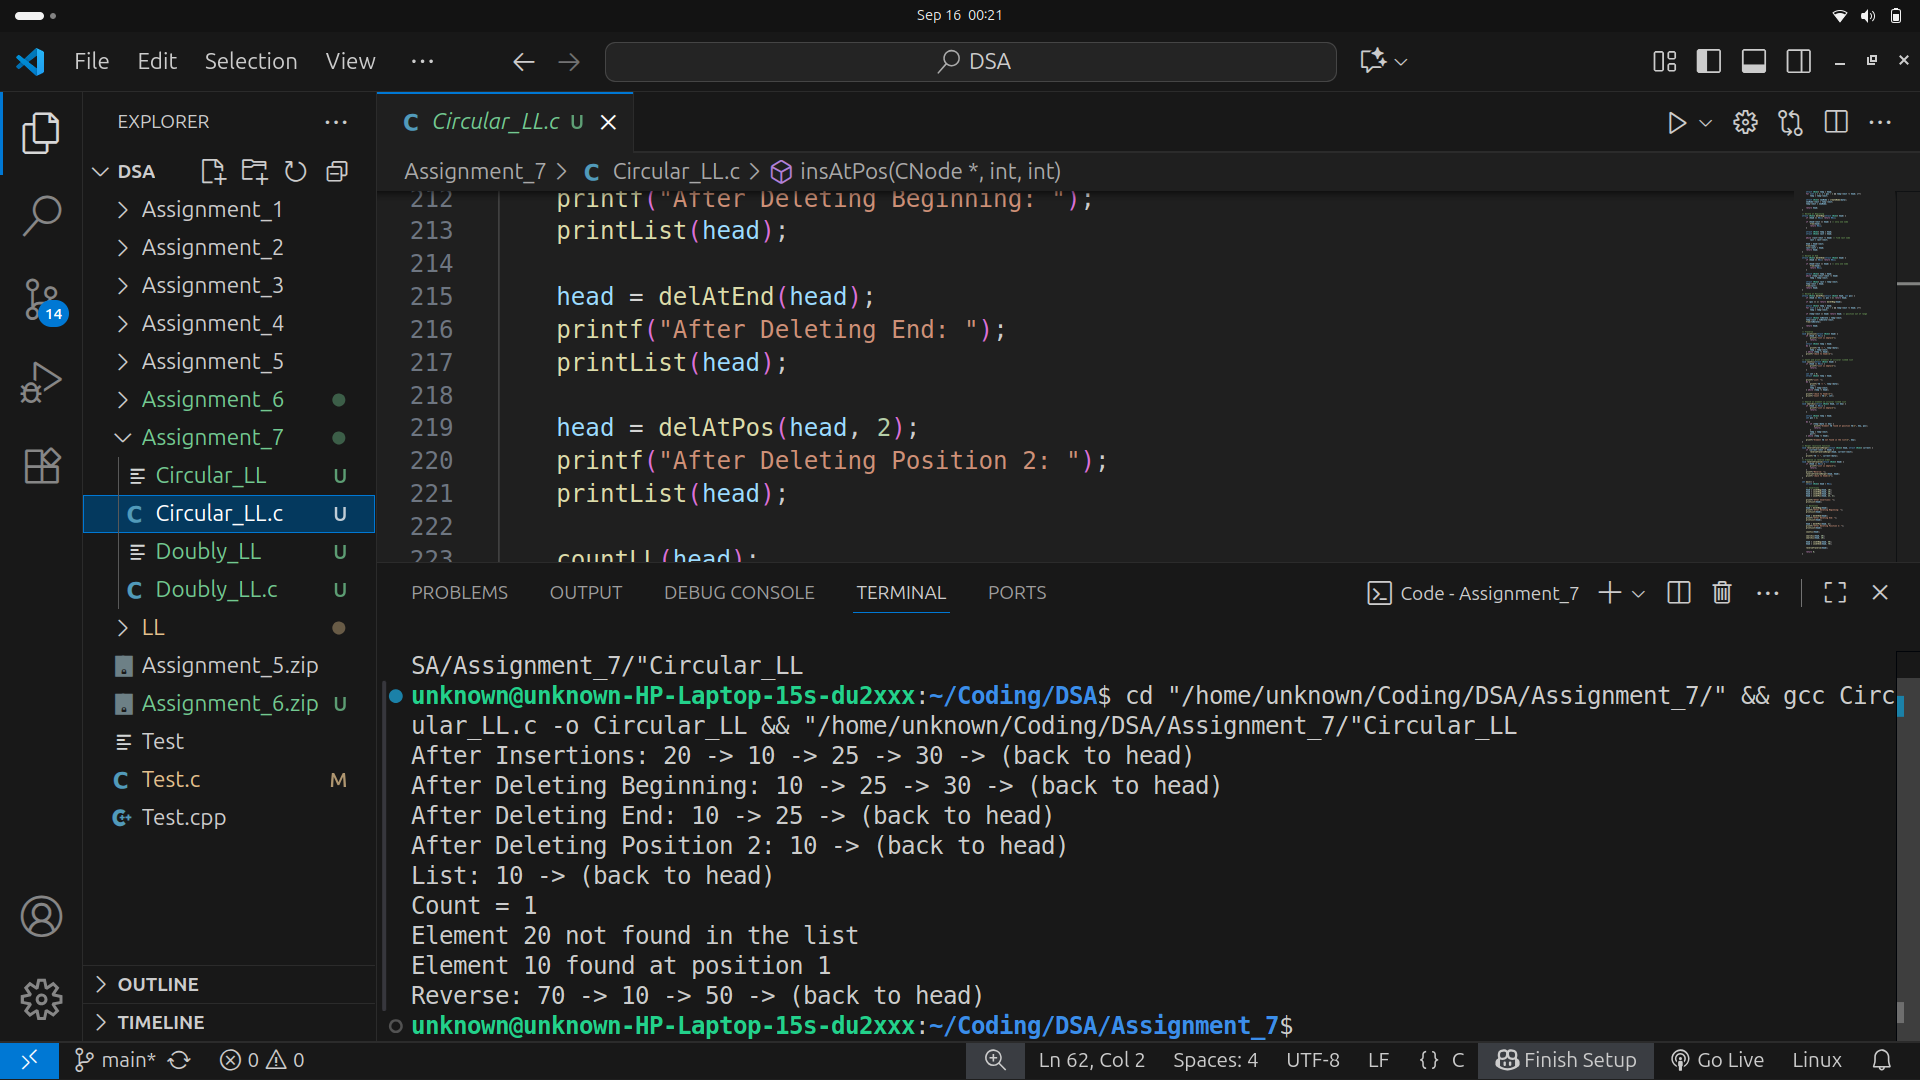 Sep 16 00:21
File Edit Selection View ··· DSA
EXPLORER ···
DSA
Assignment_1
Assignment_2
Assignment_3
Assignment_4
Assignment_5
Assignment_6
Assignment_7
Circular_LL U
Circular_LL.c U
Doubly_LL U
Doubly_LL.c U
LL
Assignment_5.zip
Assignment_6.zip U
Test
Test.c M
Test.cpp
OUTLINE
TIMELINE
14
C Circular_LL.c U
Assignment_7 > C Circular_LL.c > insAtPos(CNode *, int, int)
212 printf("After Deleting Beginning: ");
213 printList(head);
214
215 head = delAtEnd(head);
216 printf("After Deleting End: ");
217 printList(head);
218
219 head = delAtPos(head, 2);
220 printf("After Deleting Position 2: ");
221 printList(head);
222
223 countLL(head);
PROBLEMS OUTPUT DEBUG CONSOLE TERMINAL PORTS Code - Assignment_7
SA/Assignment_7/"Circular_LL
unknown@unknown-HP-Laptop-15s-du2xxx:~/Coding/DSA$ cd "/home/unknown/Coding/DSA/Assignment_7/" && gcc Circ
ular_LL.c -o Circular_LL && "/home/unknown/Coding/DSA/Assignment_7/"Circular_LL
After Insertions: 20 -> 10 -> 25 -> 30 -> (back to head)
After Deleting Beginning: 10 -> 25 -> 30 -> (back to head)
After Deleting End: 10 -> 25 -> (back to head)
After Deleting Position 2: 10 -> (back to head)
List: 10 -> (back to head)
Count = 1
Element 20 not found in the list
Element 10 found at position 1
Reverse: 70 -> 10 -> 50 -> (back to head)
unknown@unknown-HP-Laptop-15s-du2xxx:~/Coding/DSA/Assignment_7$
main* 0 0 Ln 62, Col 2 Spaces: 4 UTF-8 LF {} C Finish Setup Go Live Linux